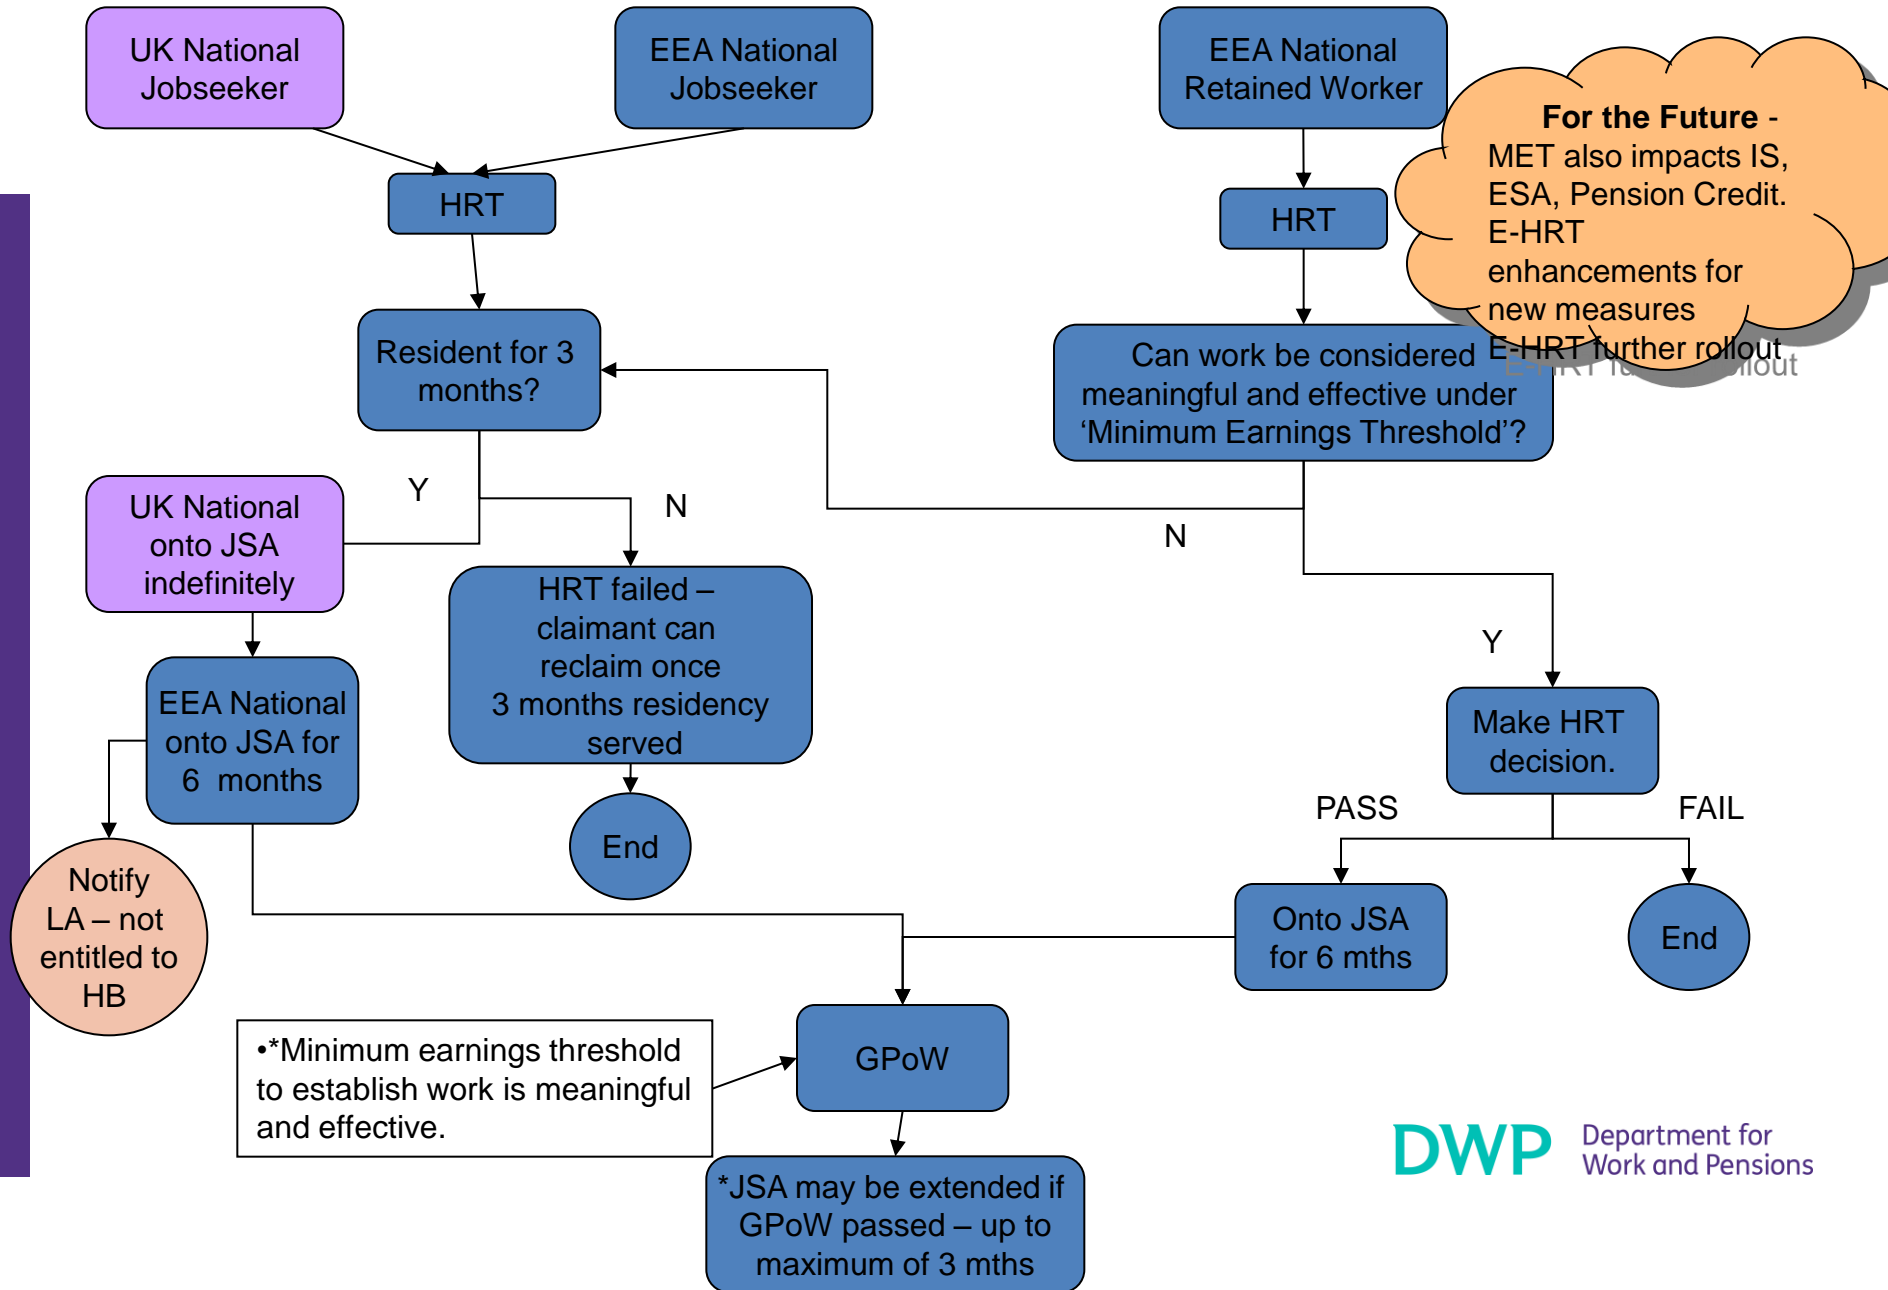 UK National
Jobseeker
EEA National
Jobseeker
EEA National
Retained Worker
For the Future -
MET also impacts IS,
ESA, Pension Credit.
E-HRT
enhancements for
new measures
E-HRT further rollout
HRT
HRT
Resident for 3
months?
Can work be considered
meaningful and effective under
‘Minimum Earnings Threshold’?
Y
N
N
UK National
onto JSA
indefinitely
HRT failed –
claimant can
reclaim once
3 months residency
served
Y
EEA National
onto JSA for
6 months
Make HRT
decision.
PASS
FAIL
End
Notify
LA – not
entitled to
HB
Onto JSA
for 6 mths
End
•*Minimum earnings threshold
to establish work is meaningful
and effective.
GPoW
*JSA may be extended if
GPoW passed – up to
maximum of 3 mths
DWP
Department for
Work and Pensions